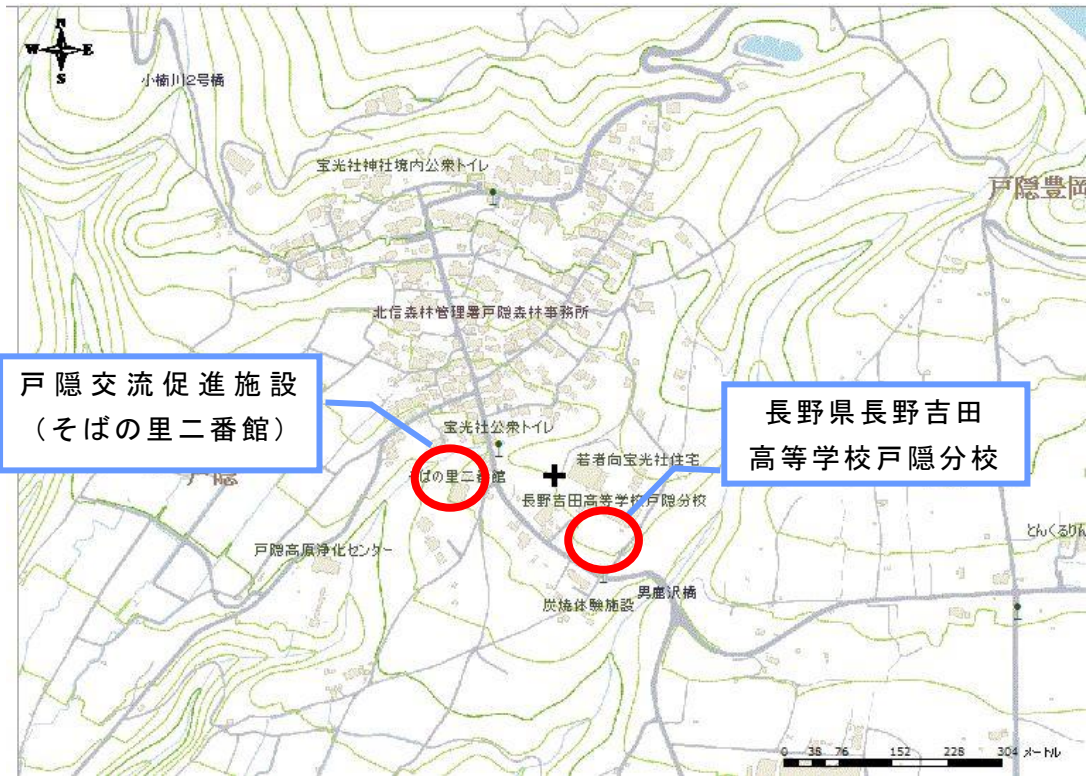 N
W E
S
小楠川2号橋
宝光社神社境内公衆トイレ
戸隠豊岡
北信森林管理署戸隠森林事務所
戸隠交流促進施設
(そばの里二番館)
長野県長野吉田
高等学校戸隠分校
宝光社公衆トイレ
若者向宝光社住宅
戸隠
そばの里二番館
長野吉田高等学校戸隠分校
戸隠高原浄化センター
とんくるりん
炭焼体験施設
男鹿沢橋
0 38 76 152 228 304 メートル